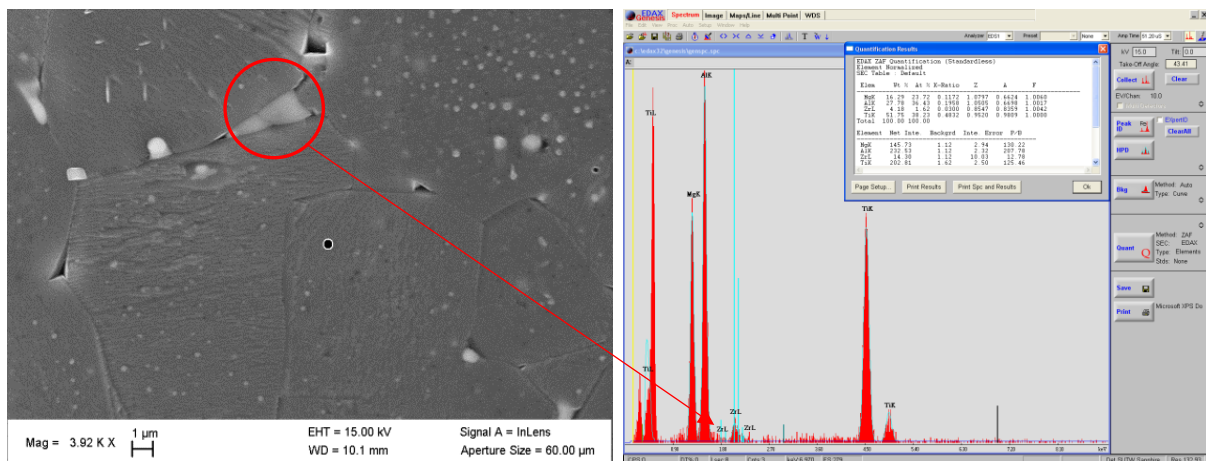 Mag = 3.92 K X
1 µm
EHT = 15.00 kV
WD = 10.1 mm
Signal A = InLens
Aperture Size = 60.00 µm
EDAX
Genesis
Spectrum Image Maps/Line Multi Point WDS
Analyzer EDS1 Preset None Amp Time
kV 15.0 Tilt 0.0
Take-Off Angle: 43.41
Collect Clear
EV/Chan 10.0
Peak ID
ClearAll
HPD
Bkg
Method: Auto
Type: Curve
Quant
Method: ZAF
SEC: EDAX
Type: Elements
Stds: None
Save
Print
Microsoft XPS Do
A:
Quantification Results
EDAX ZAF Quantification (Standardless)
Element Normalized
SEC Table : Default
Elem Wt % At % K-Ratio Z A F
MgK 16.29 23.72 0.1172 1.0797 0.6624 1.0060
AlK 27.78 36.43 0.1958 1.0505 0.6698 1.0017
ZrL 4.18 1.62 0.0300 0.8547 0.8359 1.0042
TiK 51.75 38.23 0.4832 0.9520 0.9809 1.0000
Total 100.00 100.00
Element Net Inte. Backgrd Inte. Error P/B
MgK 145.73 1.12 2.94 130.22
AlK 232.53 1.12 2.32 207.78
ZrL 14.30 1.12 10.03 12.78
TiK 202.81 1.62 2.50 125.46
Page Setup... Print Results Print Spc and Results Ok
AlK
TiL
MgK
TiK
TiL
ZrL
ZrL
ZrL
TiK